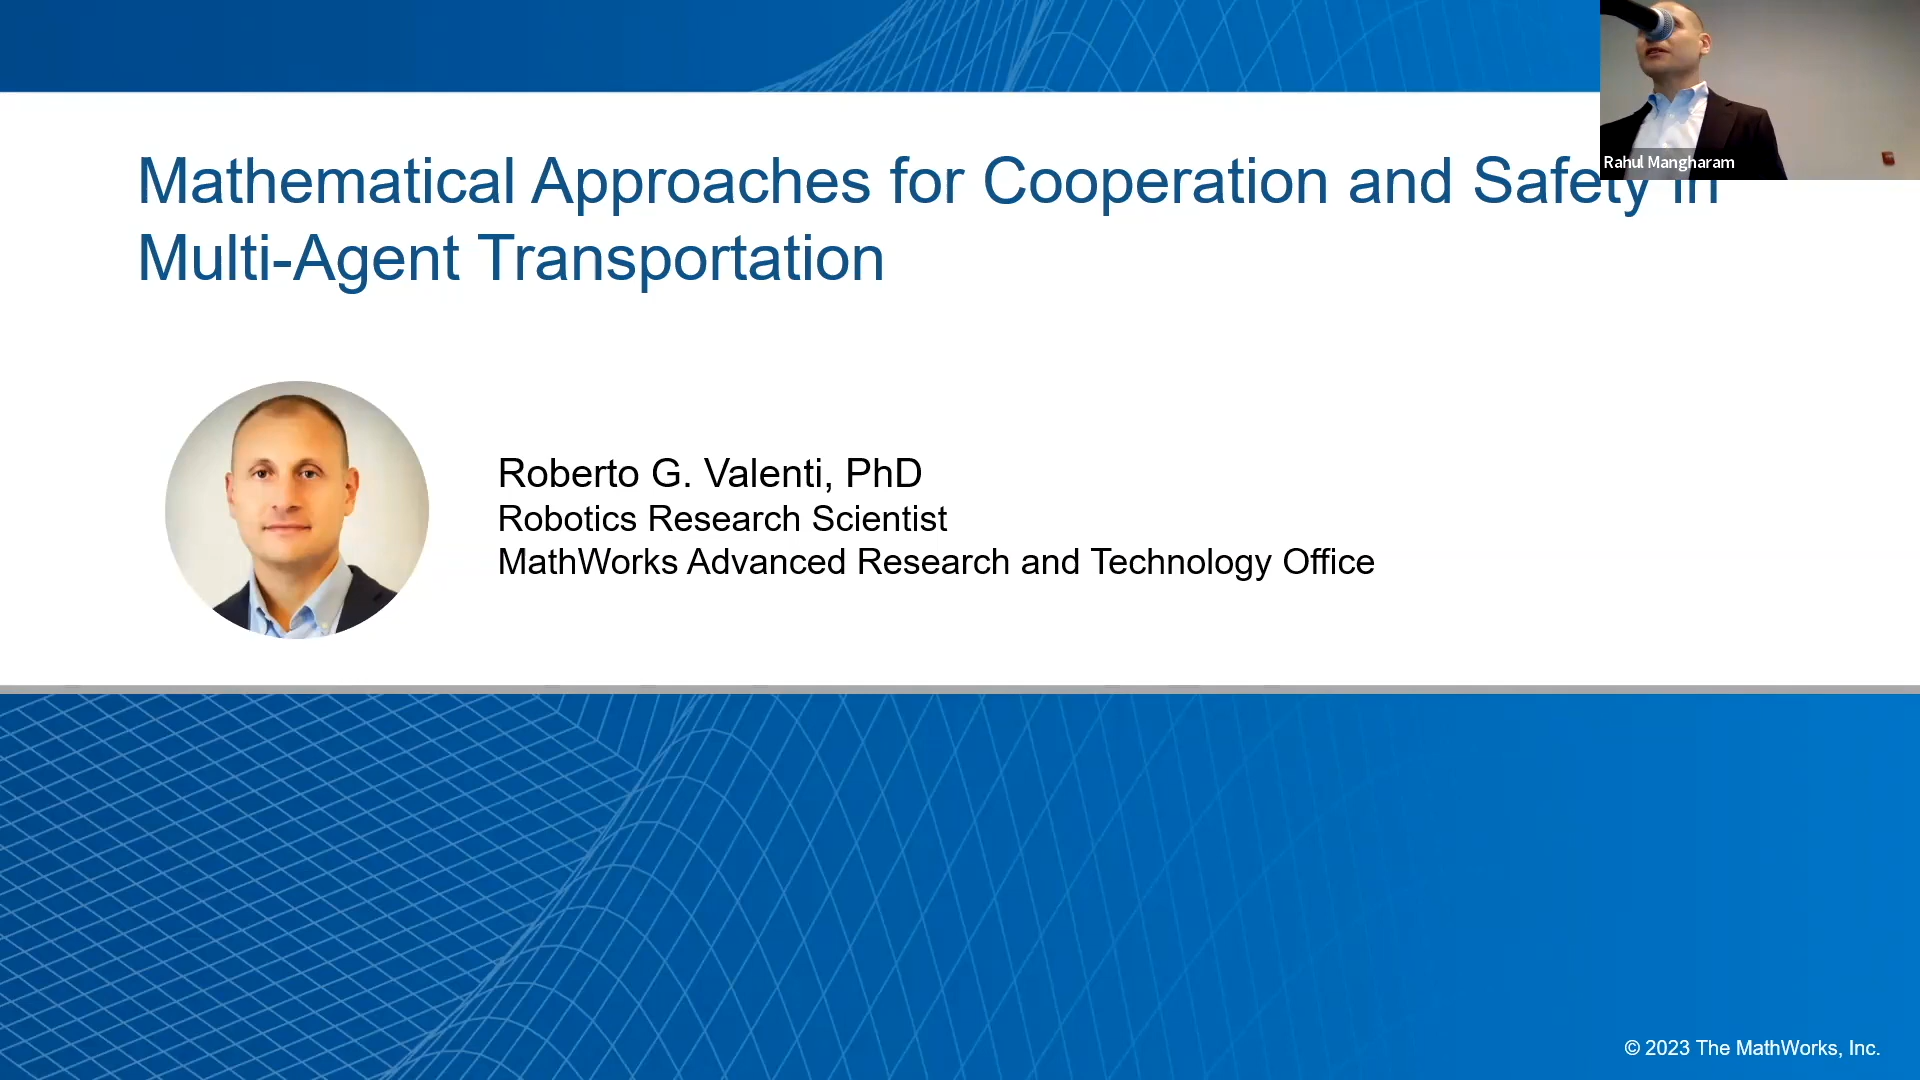 Mathematical Approaches for Cooperation and Safety in
Multi-Agent Transportation
Rahul Mangharam
Roberto G. Valenti, PhD
Robotics Research Scientist
MathWorks Advanced Research and Technology Office
© 2023 The MathWorks, Inc.